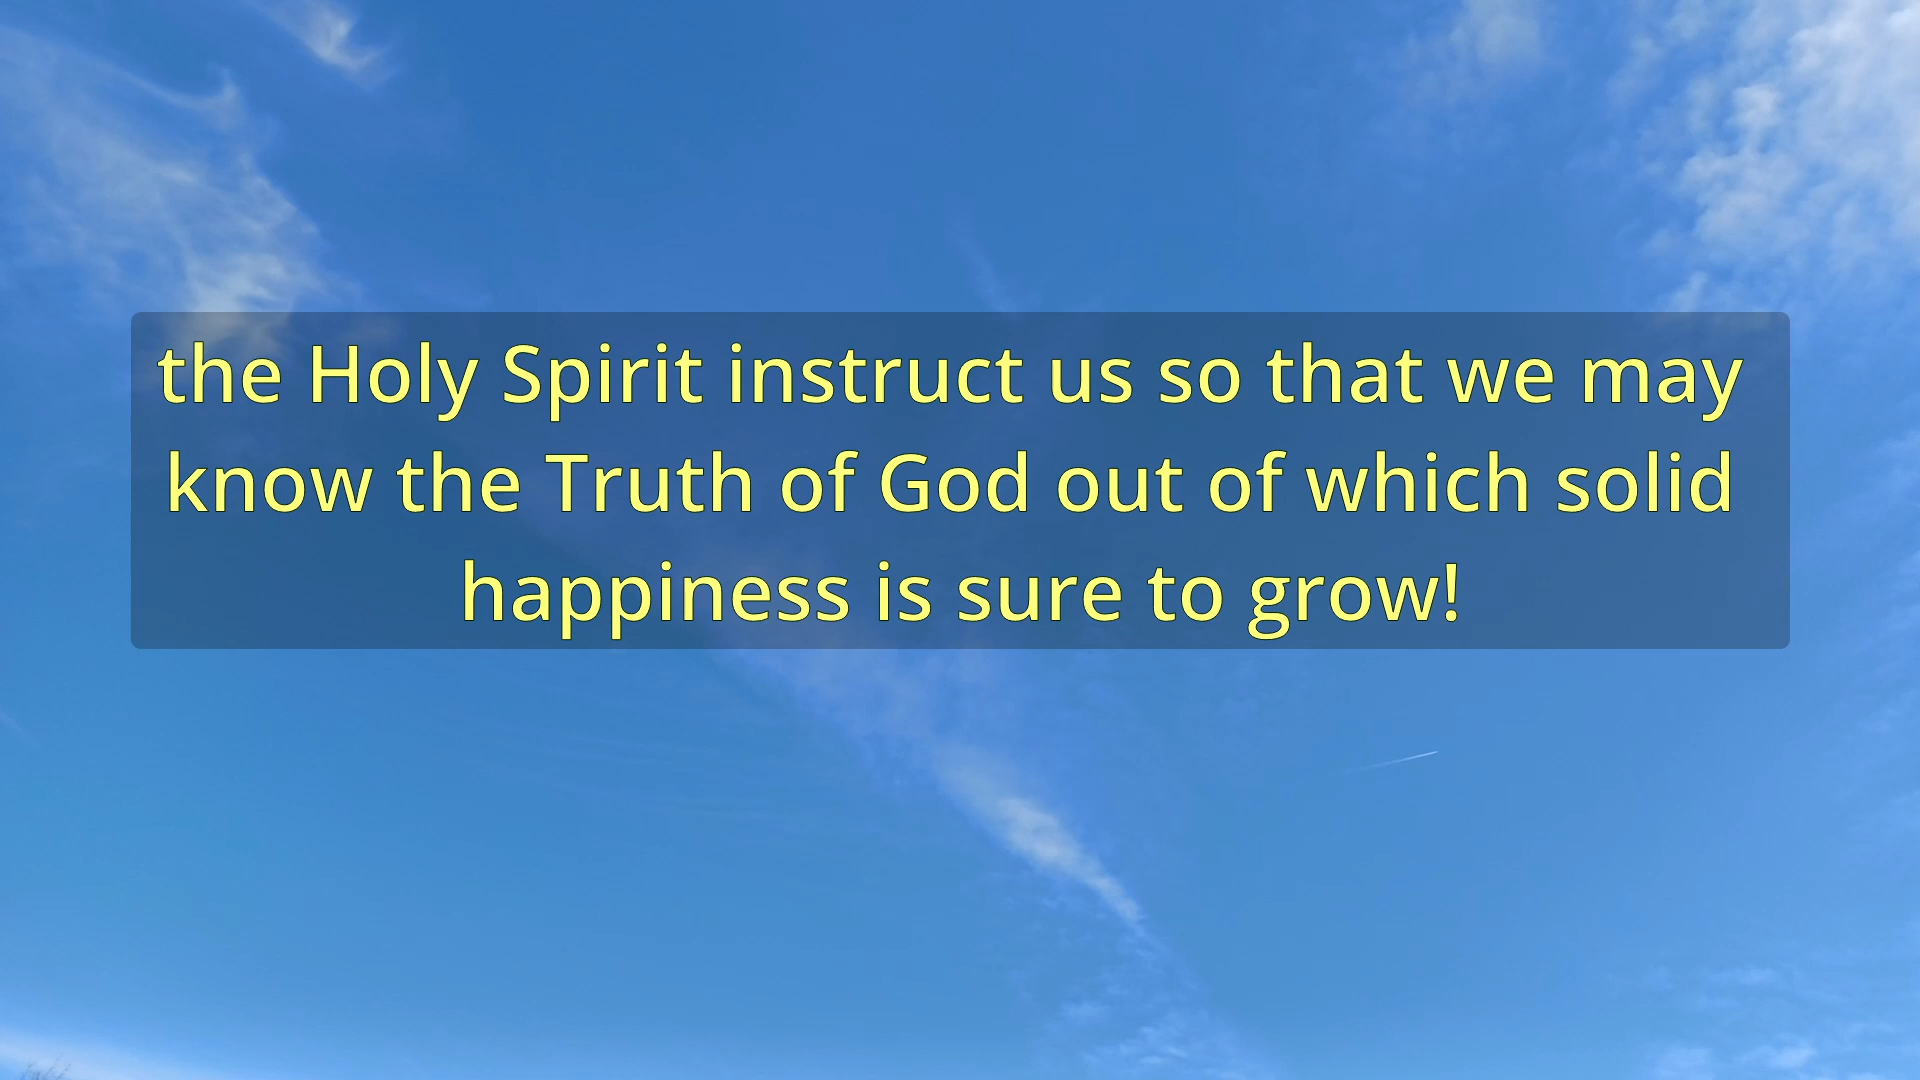 the Holy Spirit instruct us so that we may
know the Truth of God out of which solid
happiness is sure to grow!